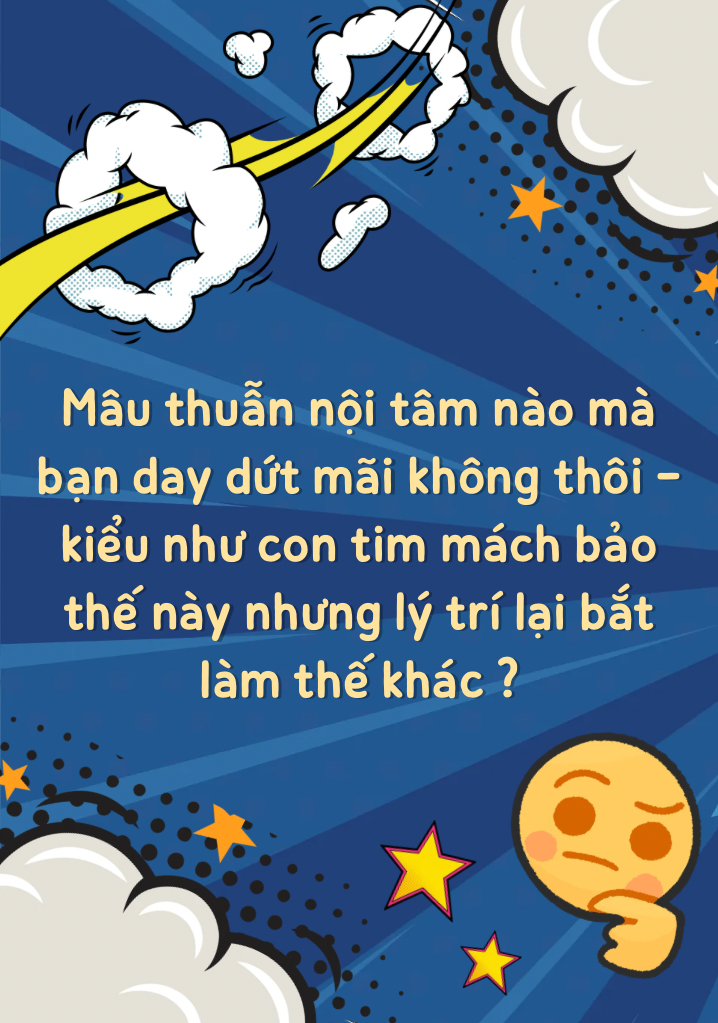 Mâu thuẫn nội tâm nào mà
bạn day dứt mãi không thôi -
kiểu như con tim mách bảo
thế này nhưng lý trí lại bắt
làm thế khác ?